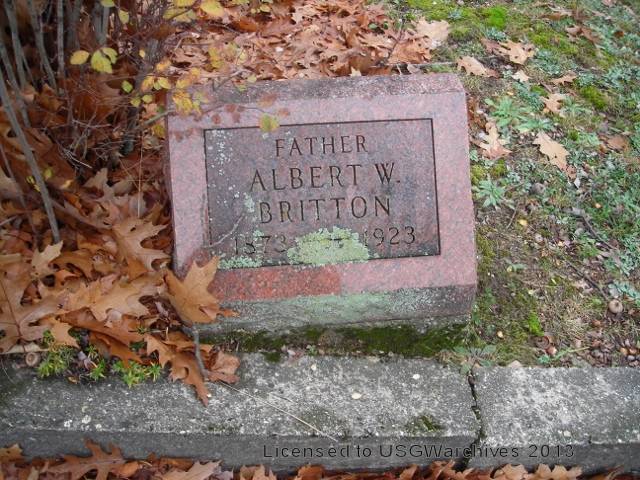 FATHER
ALBERT W.
BRITTON
1873 1923
Licensed to USGWarchives 2013